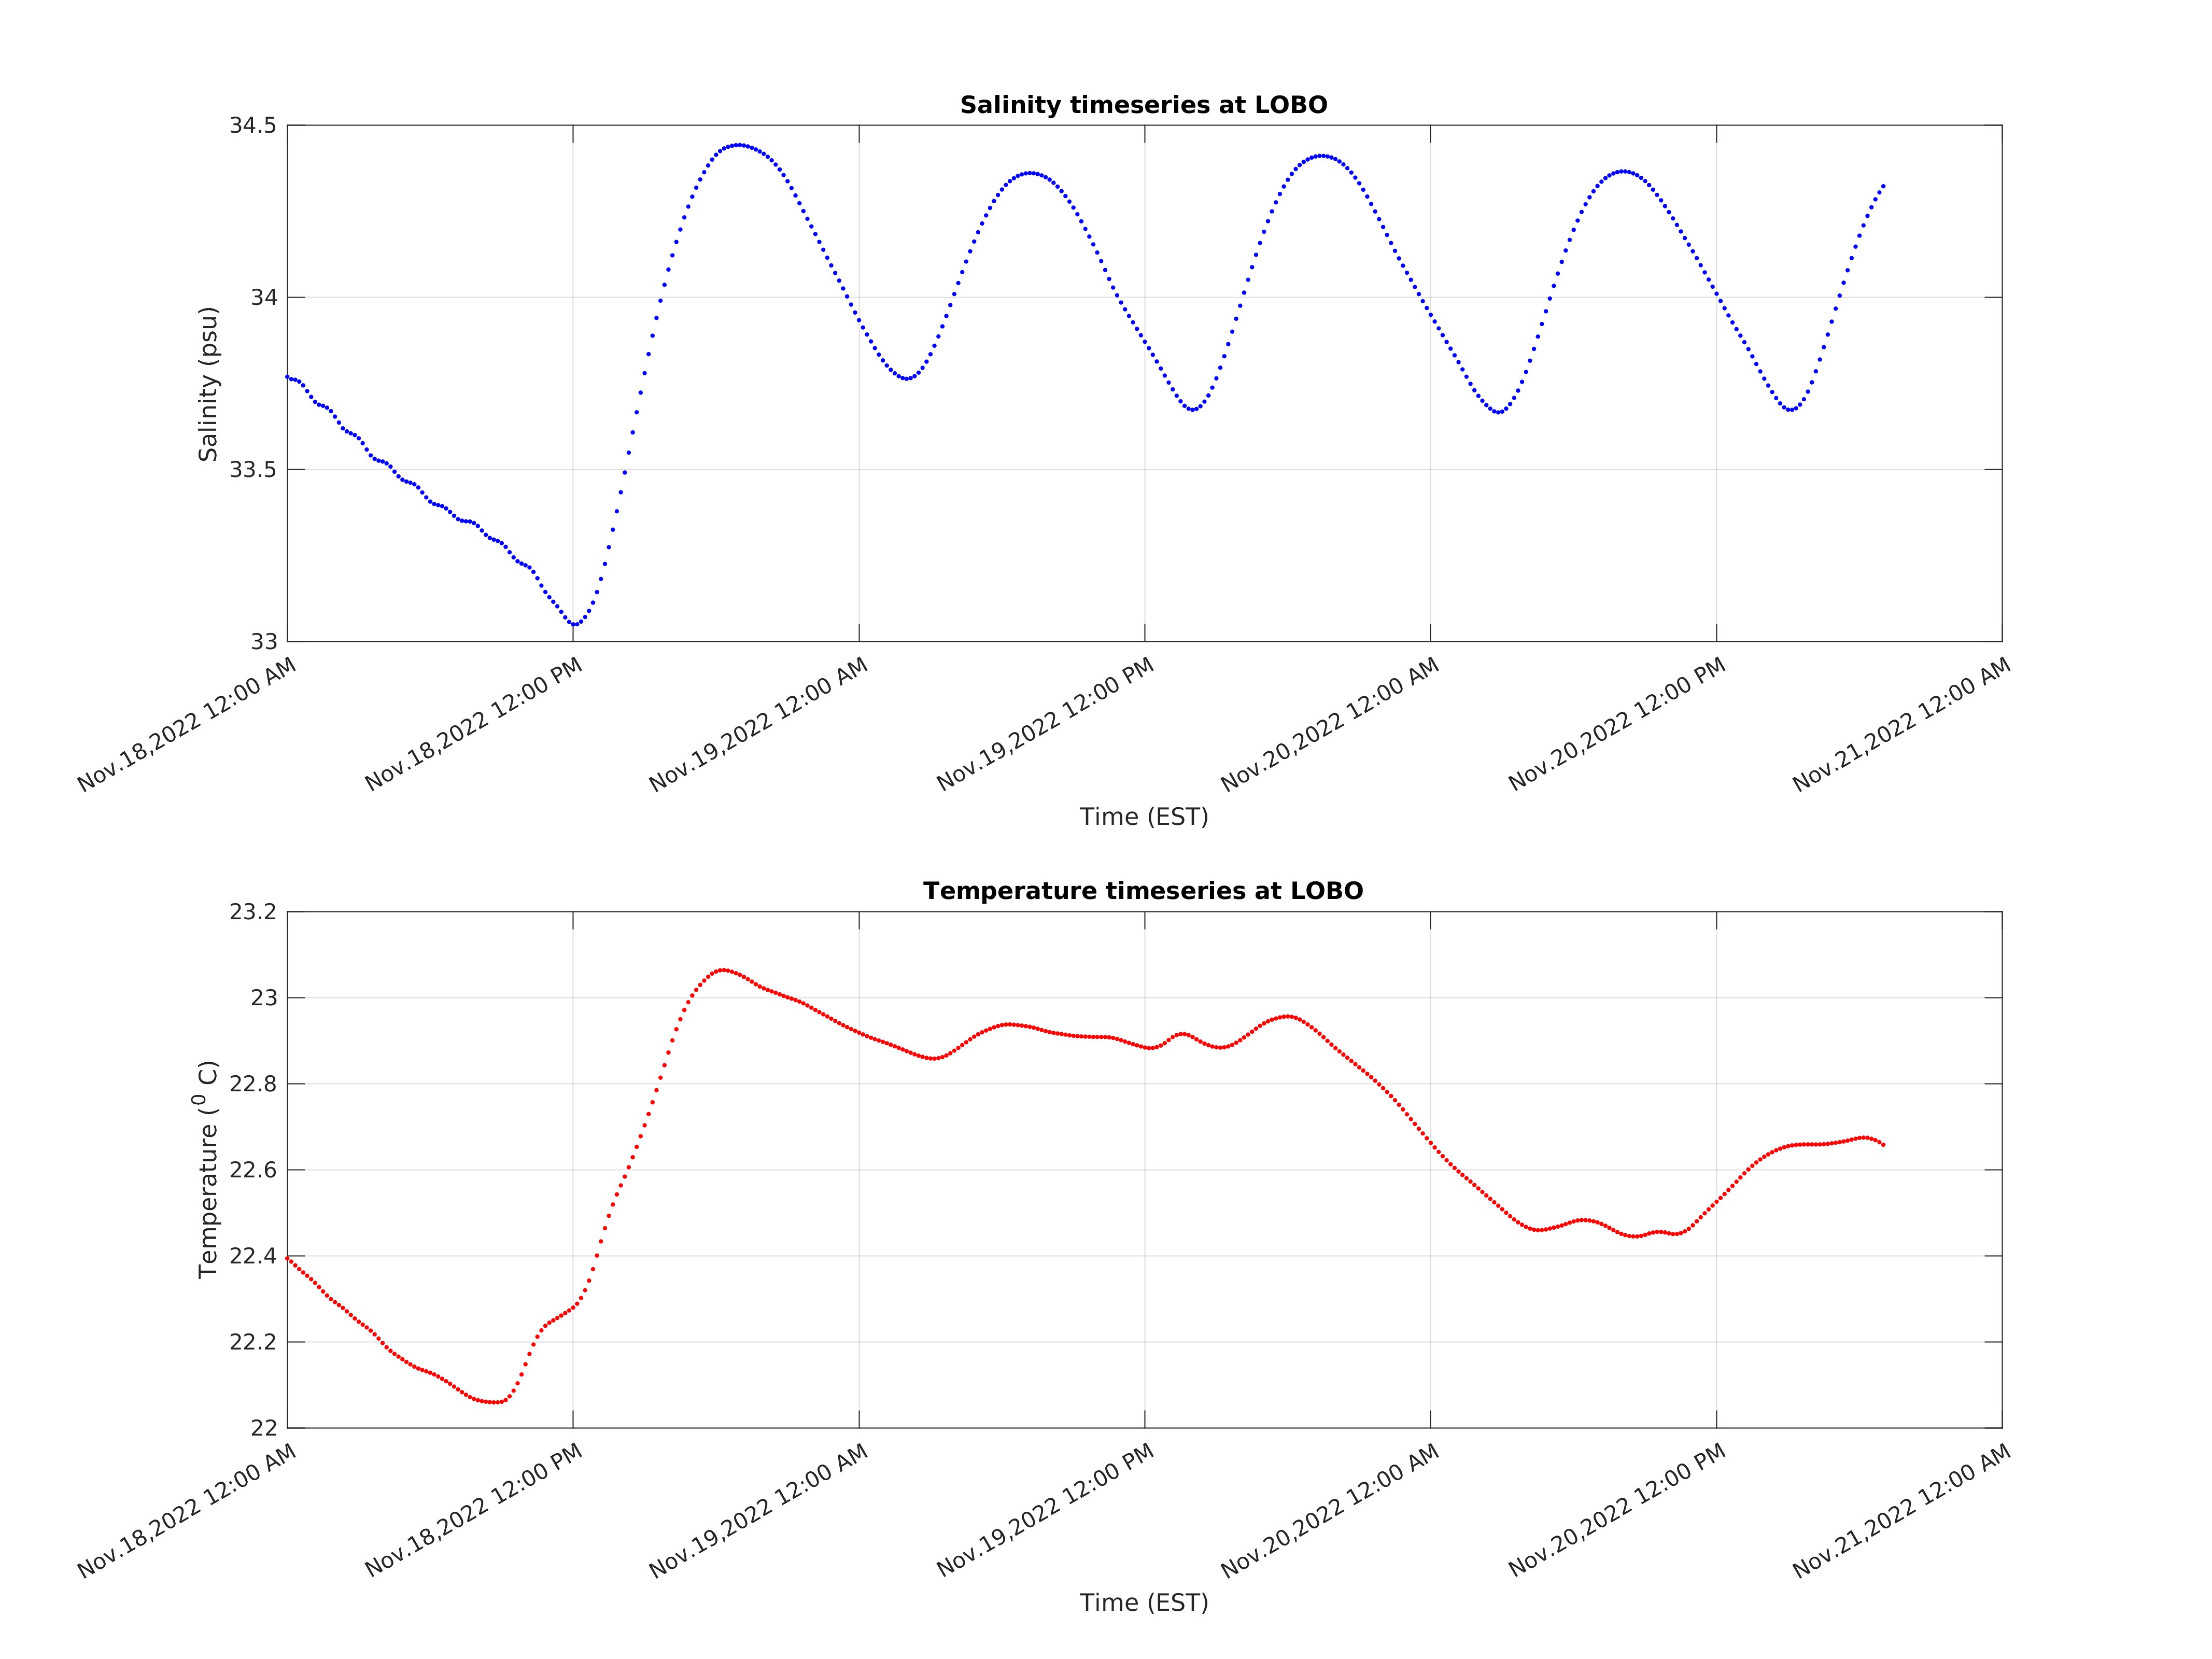 Salinity timeseries at LOBO
34.5
34
33.5
33
Salinity (psu)
Nov.18,2022 12:00 AM
Nov.18,2022 12:00 PM
Nov.19,2022 12:00 AM
Nov.19,2022 12:00 PM
Nov.20,2022 12:00 AM
Nov.20,2022 12:00 PM
Nov.21,2022 12:00 AM
Time (EST)
Temperature timeseries at LOBO
23.2
23
22.8
22.6
22.4
22.2
22
Temperature (⁰ C)
Nov.18,2022 12:00 AM
Nov.18,2022 12:00 PM
Nov.19,2022 12:00 AM
Nov.19,2022 12:00 PM
Nov.20,2022 12:00 AM
Nov.20,2022 12:00 PM
Nov.21,2022 12:00 AM
Time (EST)